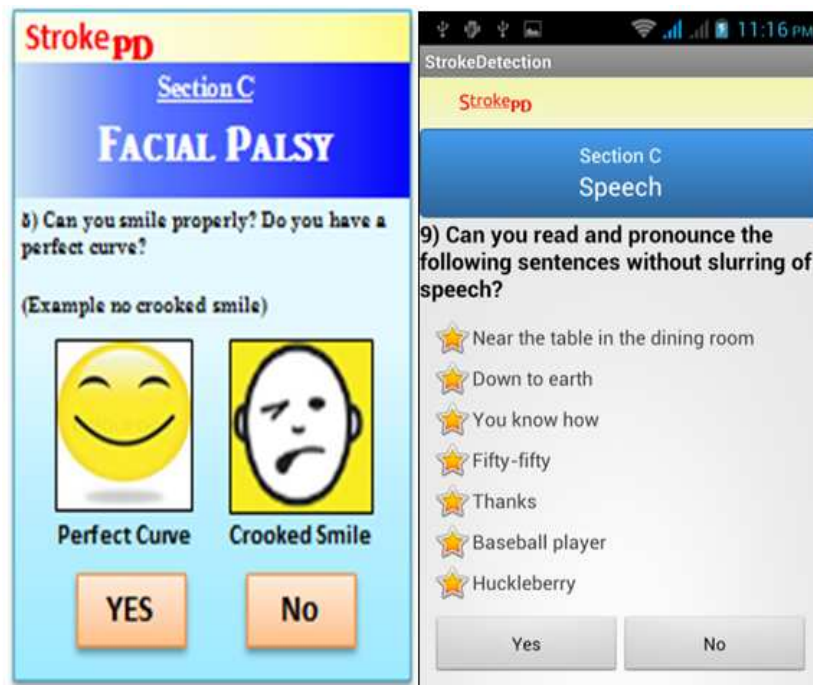 StrokePD
Section C
FACIAL PALSY
8) Can you smile properly? Do you have a
perfect curve?
(Example no crooked smile)
Perfect Curve Crooked Smile
YES No
11:16 PM
StrokeDetection
StrokePD
Section C
Speech
9) Can you read and pronounce the
following sentences without slurring of
speech?
Near the table in the dining room
Down to earth
You know how
Fifty-fifty
Thanks
Baseball player
Huckleberry
Yes No